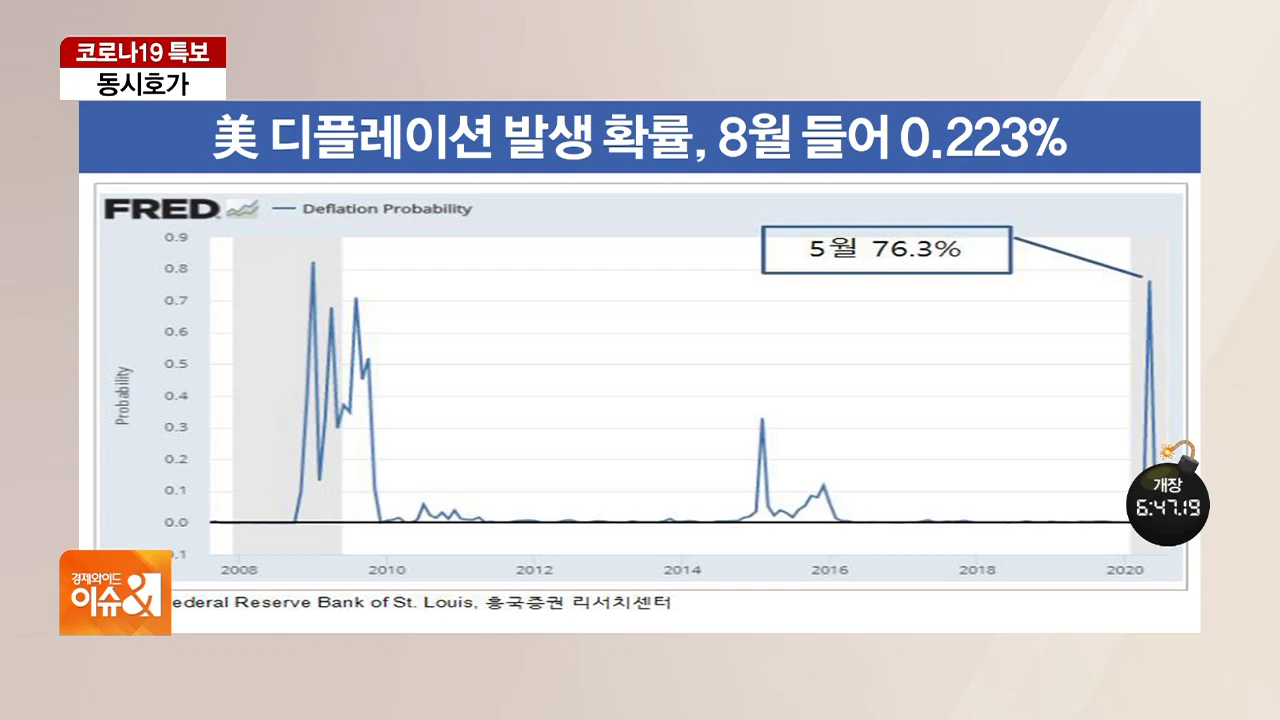 코로나19 특보
동시호가
美 디플레이션 발생 확률, 8월 들어 0.223%
FRED
Deflation Probability
0.9
5월 76.3%
0.8
0.7
0.6
0.5
0.4
0.3
0.2
0.1
0.0
.1
Probability
개장
6:47.19
2008 2010 2012 2014 2016 2018 2020
경제와이드
이슈&
ederal Reserve Bank of St. Louis, 흥국증권 리서치센터